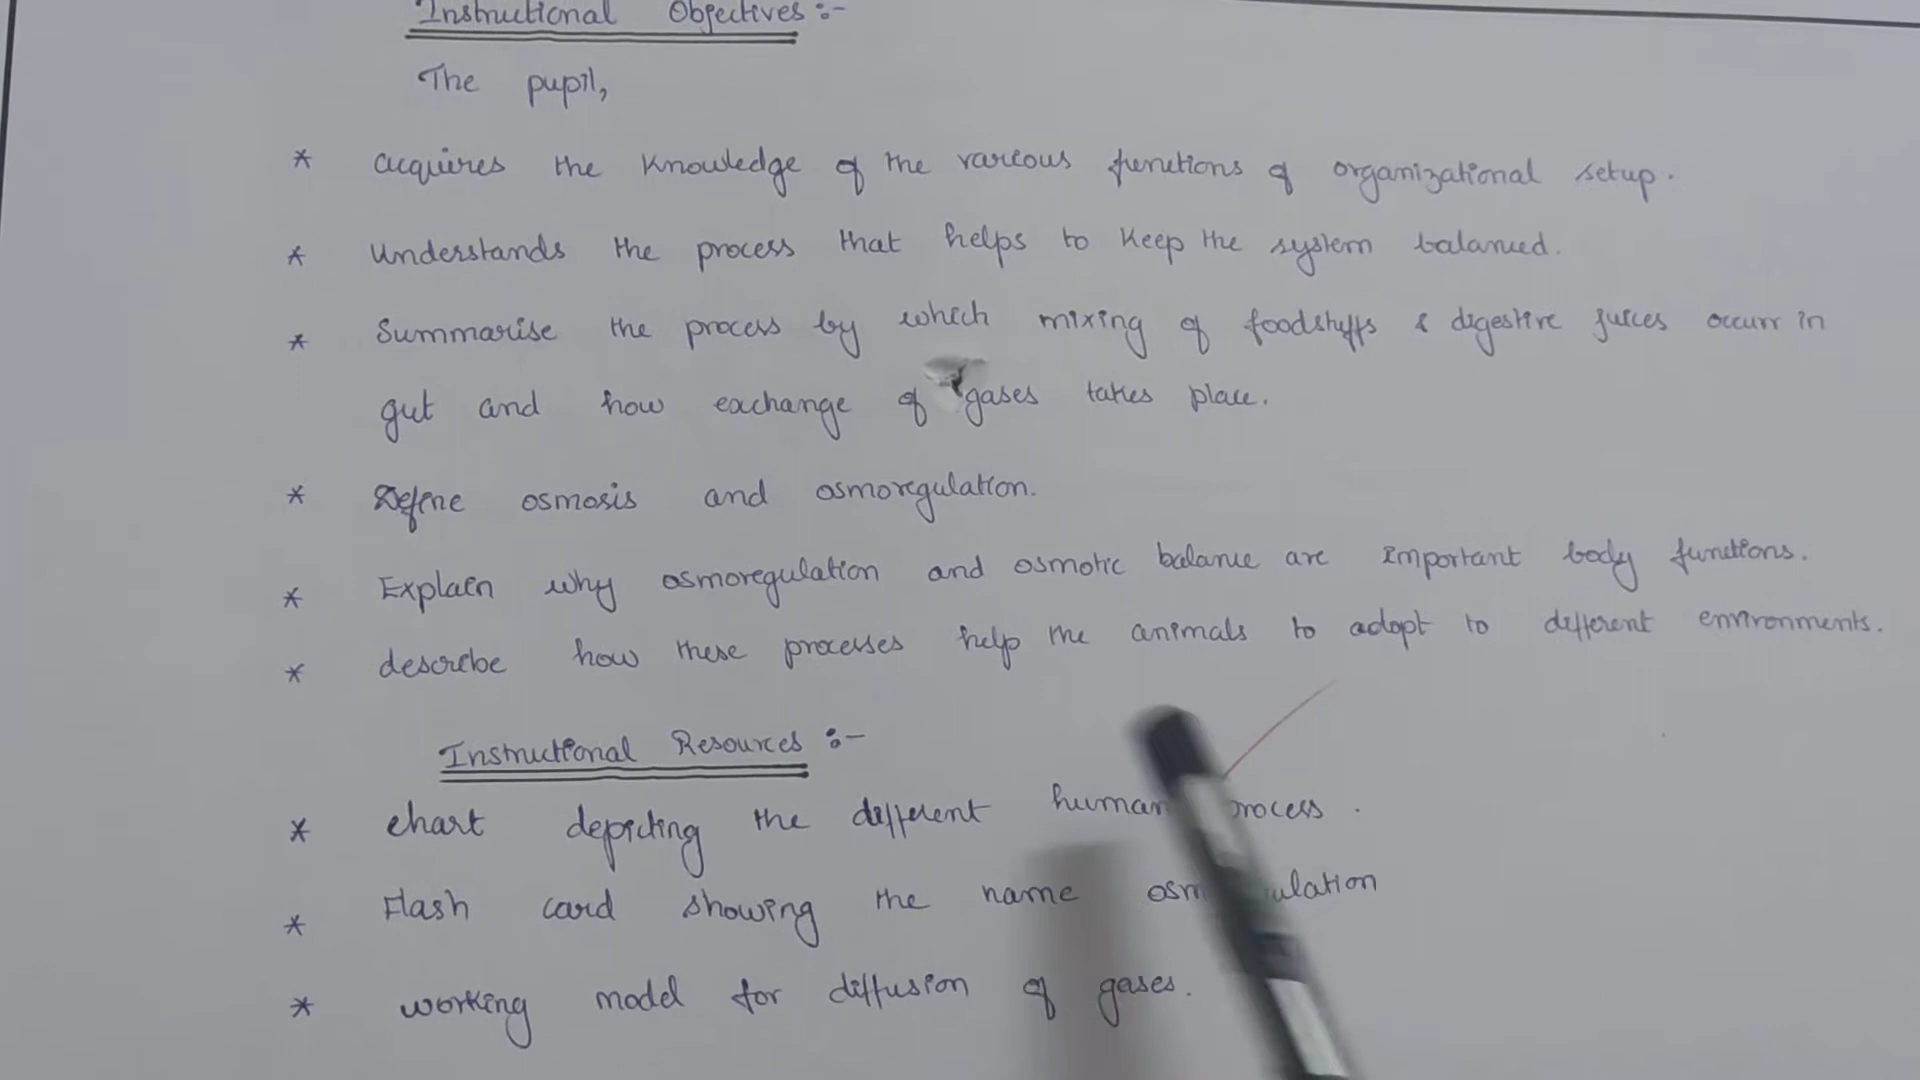 Instructional Objectives :-
The pupil,
* acquires the knowledge of the various functions of organizational setup.
* Understands the process that helps to keep the system balanced.
* Summarise the process by which mixing of foodstuffs & digestive juices occurr in
gut and how exchange of gases takes place.
* Define osmosis and osmoregulation.
* Explain why osmoregulation and osmotic balance are important body functions.
* describe how these processes help the animals to adopt to different environments.
Instructional Resources :-
* chart depicting the different human process.
* Flash card showing the name
* working model for diffusion of gases.